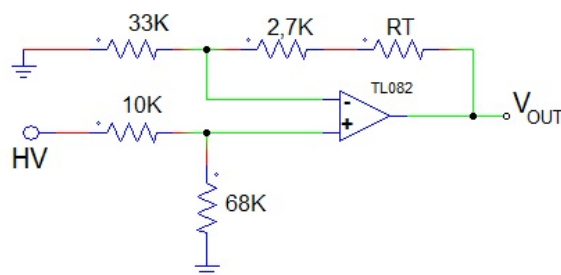 33K
2,7K
RT
TL082
10K
-
+
HV
VOUT
68K